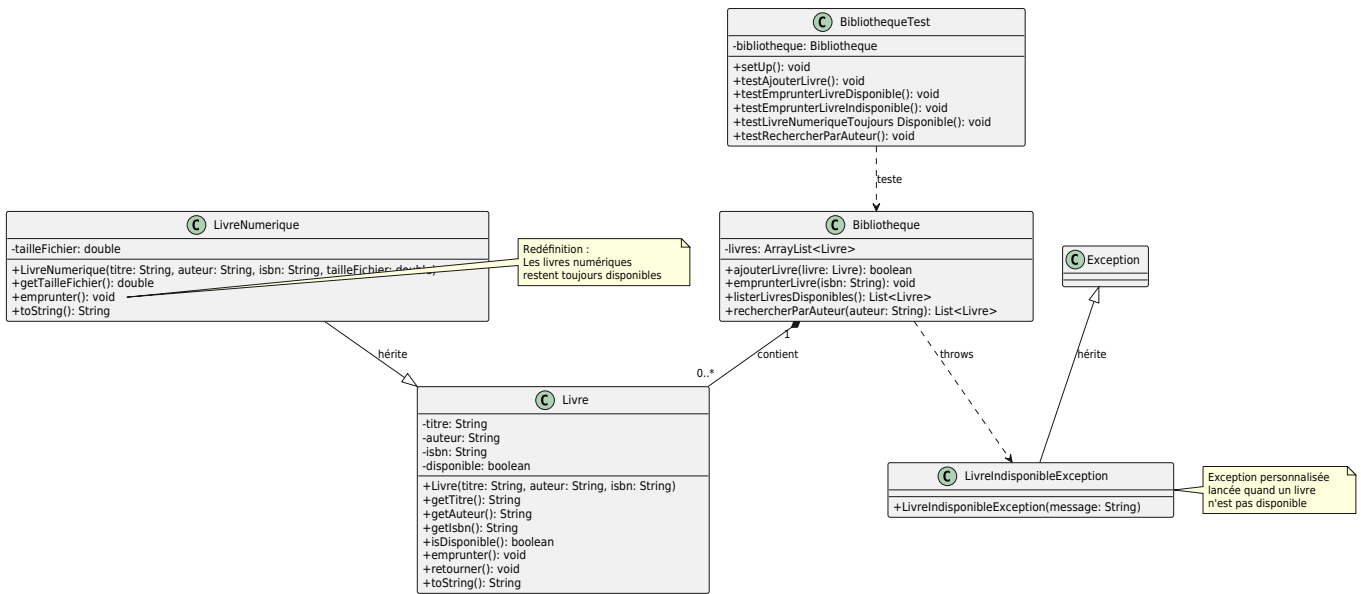 BibliothequeTest
-bibliotheque: Bibliotheque
+setUp(): void
+testAjouterLivre(): void
+testEmprunterLivreDisponible(): void
+testEmprunterLivreIndisponible(): void
+testLivreNumeriqueToujours Disponible(): void
+testRechercherParAuteur(): void
teste
LivreNumerique
-tailleFichier: double
+LivreNumerique(titre: String, auteur: String, isbn: String, tailleFichier: double)
+getTailleFichier(): double
+emprunter(): void
+toString(): String
Redéfinition :
Les livres numériques
restent toujours disponibles
Bibliotheque
-livres: ArrayList<Livre>
+ajouterLivre(livre: Livre): boolean
+emprunterLivre(isbn: String): void
+listerLivresDisponibles(): List<Livre>
+rechercherParAuteur(auteur: String): List<Livre>
Exception
hérite
1
contient
0..*
throws
hérite
Livre
-titre: String
-auteur: String
-isbn: String
-disponible: boolean
+Livre(titre: String, auteur: String, isbn: String)
+getTitre(): String
+getAuteur(): String
+getIsbn(): String
+isDisponible(): boolean
+emprunter(): void
+retourner(): void
+toString(): String
LivreIndisponibleException
+LivreIndisponibleException(message: String)
Exception personnalisée
lancée quand un livre
n'est pas disponible